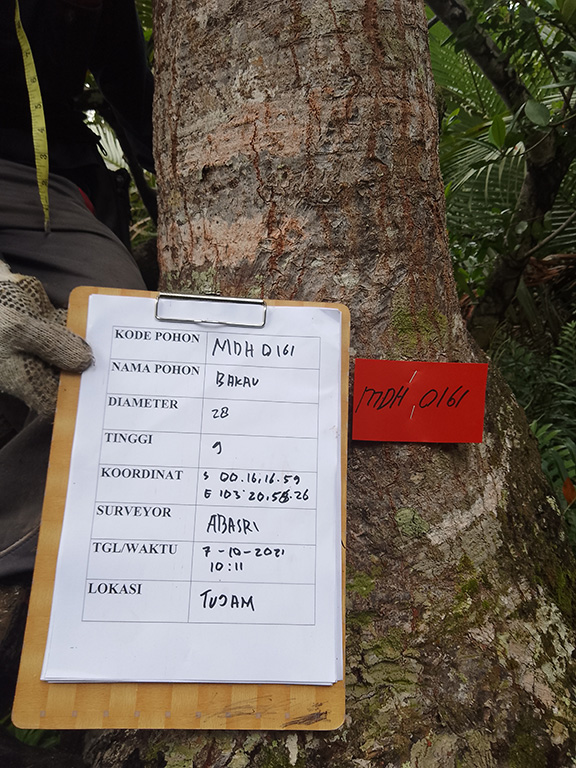 KODE POHON MDH 0161
NAMA POHON BAKAU
DIAMETER 28
TINGGI 9
KOORDINAT S 00.16.16.59
E 103°20.58.26
SURVEYOR ABASRI
TGL/WAKTU 7-10-2021
10:11
LOKASI TUJAM
MDH 0161